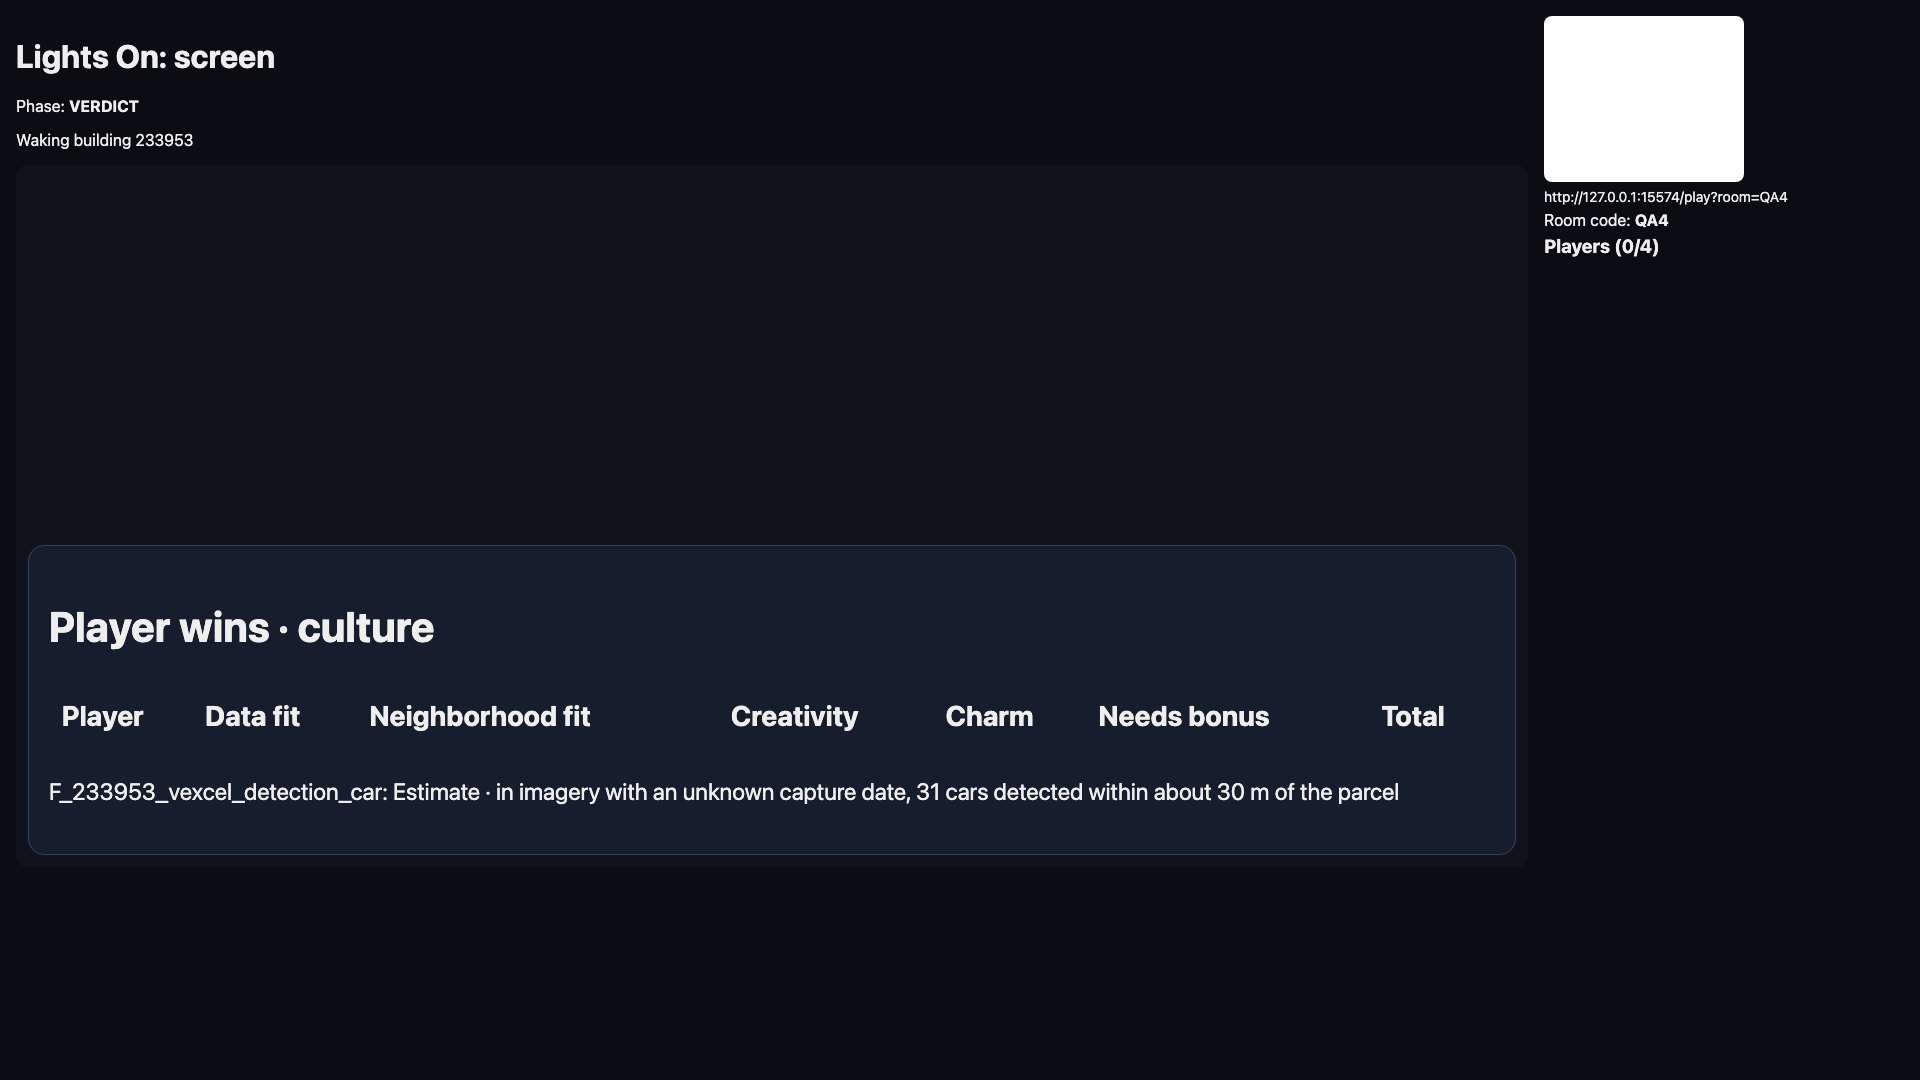 Lights On: screen
Phase: VERDICT
Waking building 233953
http://127.0.0.1:15574/play?room=QA4
Room code: QA4
Players (0/4)
Player wins · culture
Player Data fit Neighborhood fit Creativity Charm Needs bonus Total
F_233953_vexcel_detection_car: Estimate · in imagery with an unknown capture date, 31 cars detected within about 30 m of the parcel